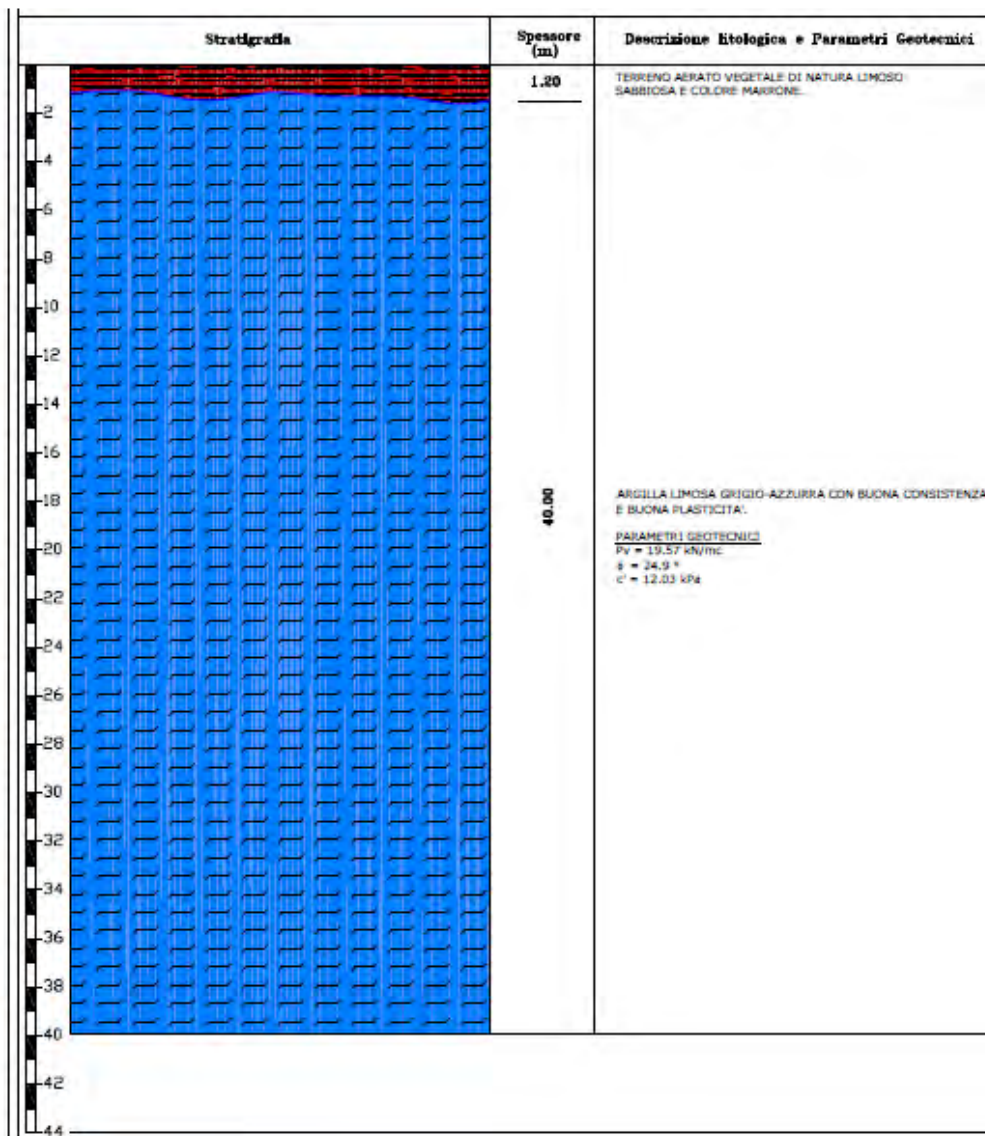 Stratigrafia
Spessore
(m)
Descrizione litologica e Parametri Geotecnici
1.20
TERRENO AERATO VEGETALE DI NATURA LIMOSO
SABBIOSA E COLORE MARRONE.
2
4
6
8
10
12
14
16
18
20
22
24
26
28
30
32
34
36
38
40
42
44
40.00
ARGILLA LIMOSA GRIGIO-AZZURRA CON BUONA CONSISTENZA
E BUONA PLASTICITA'.
PARAMETRI GEOTECNICI
Pv = 19.57 kN/mc
= 24.9 °
c' = 12.03 kPa